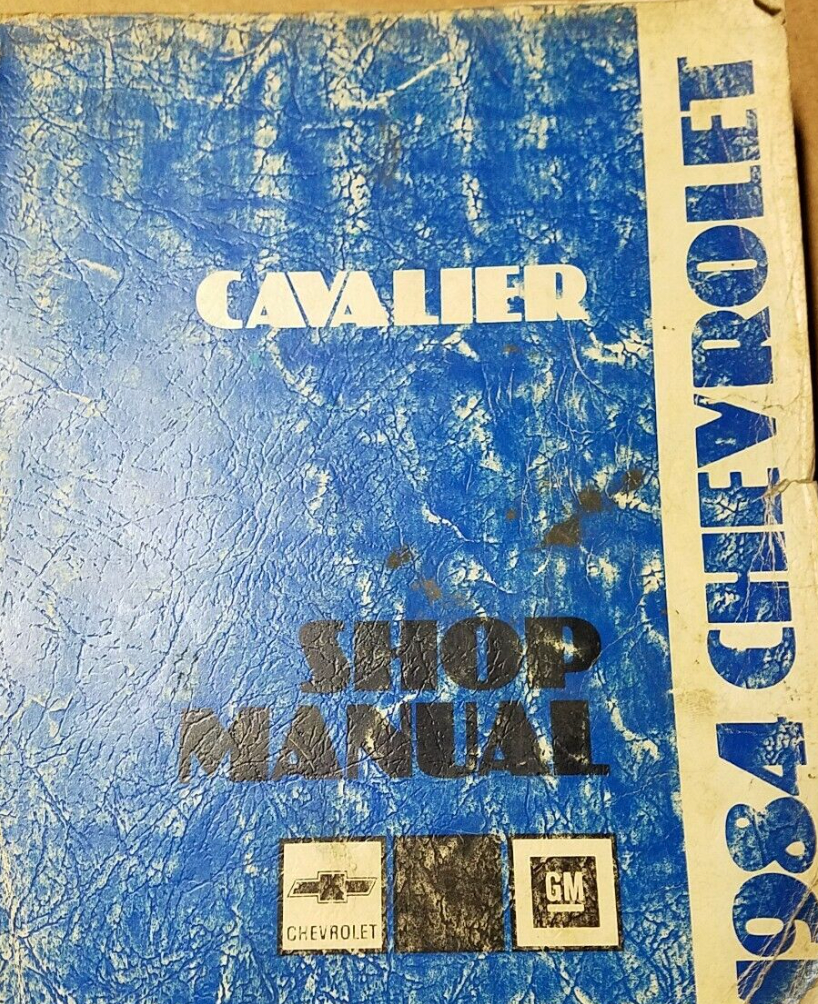 CAVALIER
SHOP
MANUAL
CHEVROLET
GM
1984 CHEVROLET